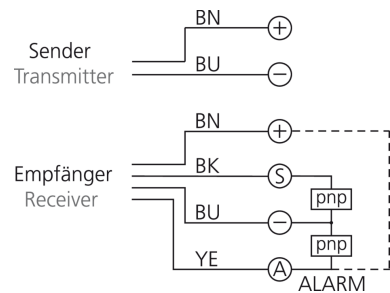 BN
+
Sender
Transmitter
BU
−
BN
+
BK
S
Empfänger
Receiver
pnp
BU
−
pnp
YE
A
ALARM